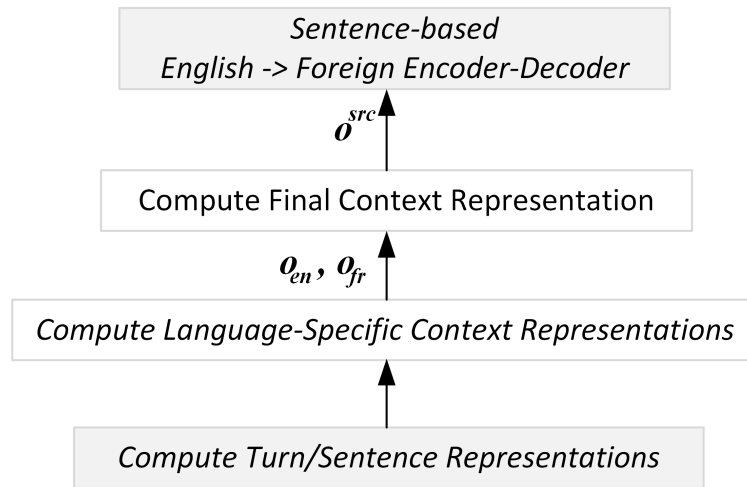 Sentence-based
English -> Foreign Encoder-Decoder
o^src
Compute Final Context Representation
o_en, o_fr
Compute Language-Specific Context Representations
Compute Turn/Sentence Representations